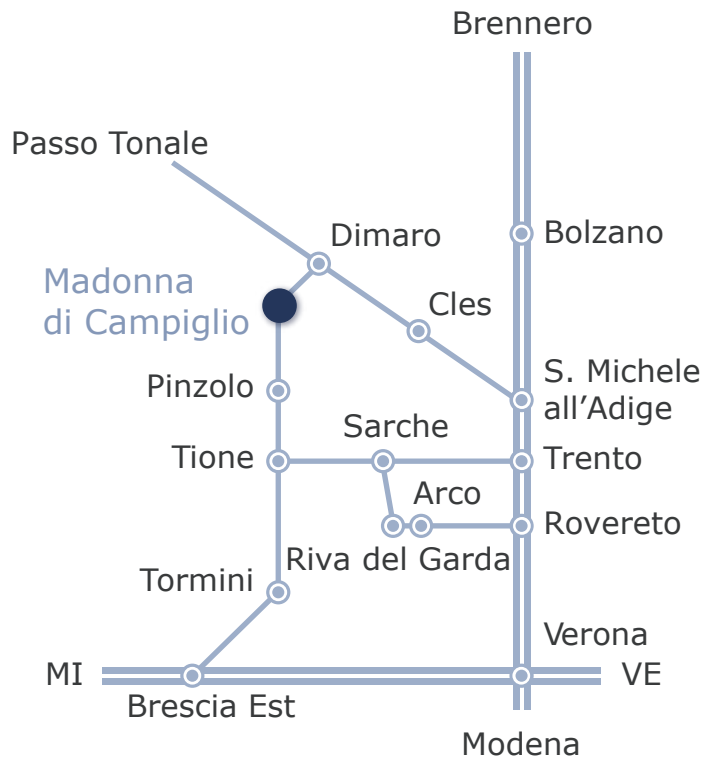 Brennero
Passo Tonale
Dimaro
Bolzano
Madonna
di Campiglio
Cles
Pinzolo
S. Michele
all’Adige
Sarche
Tione
Trento
Arco
Rovereto
Riva del Garda
Tormini
Verona
MI
VE
Brescia Est
Modena